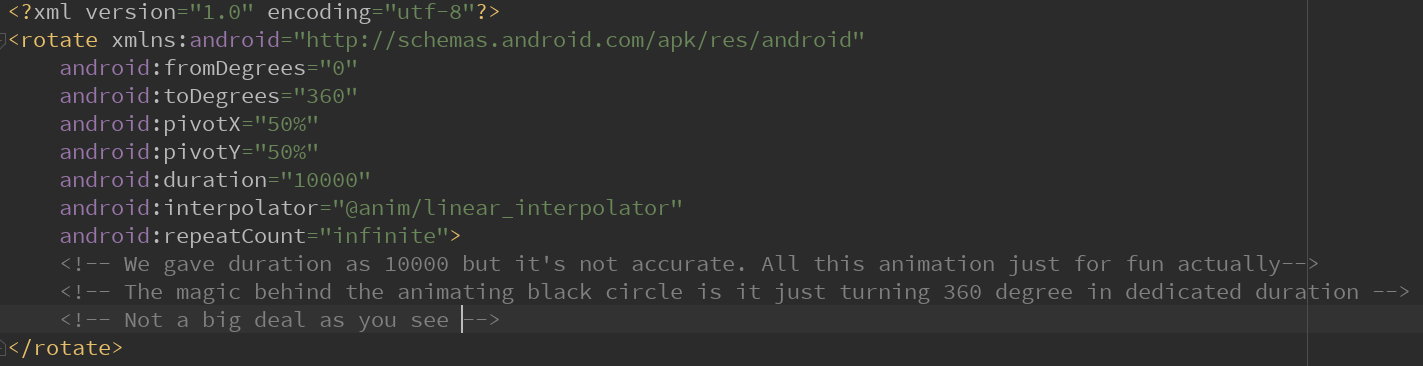 <?xml version="1.0" encoding="utf-8"?>
<rotate xmlns:android="http://schemas.android.com/apk/res/android"
    android:fromDegrees="0"
    android:toDegrees="360"
    android:pivotX="50%"
    android:pivotY="50%"
    android:duration="10000"
    android:interpolator="@anim/linear_interpolator"
    android:repeatCount="infinite">
    <!-- We gave duration as 10000 but it's not accurate. All this animation just for fun actually-->
    <!-- The magic behind the animating black circle is it just turning 360 degree in dedicated duration -->
    <!-- Not a big deal as you see -->
</rotate>